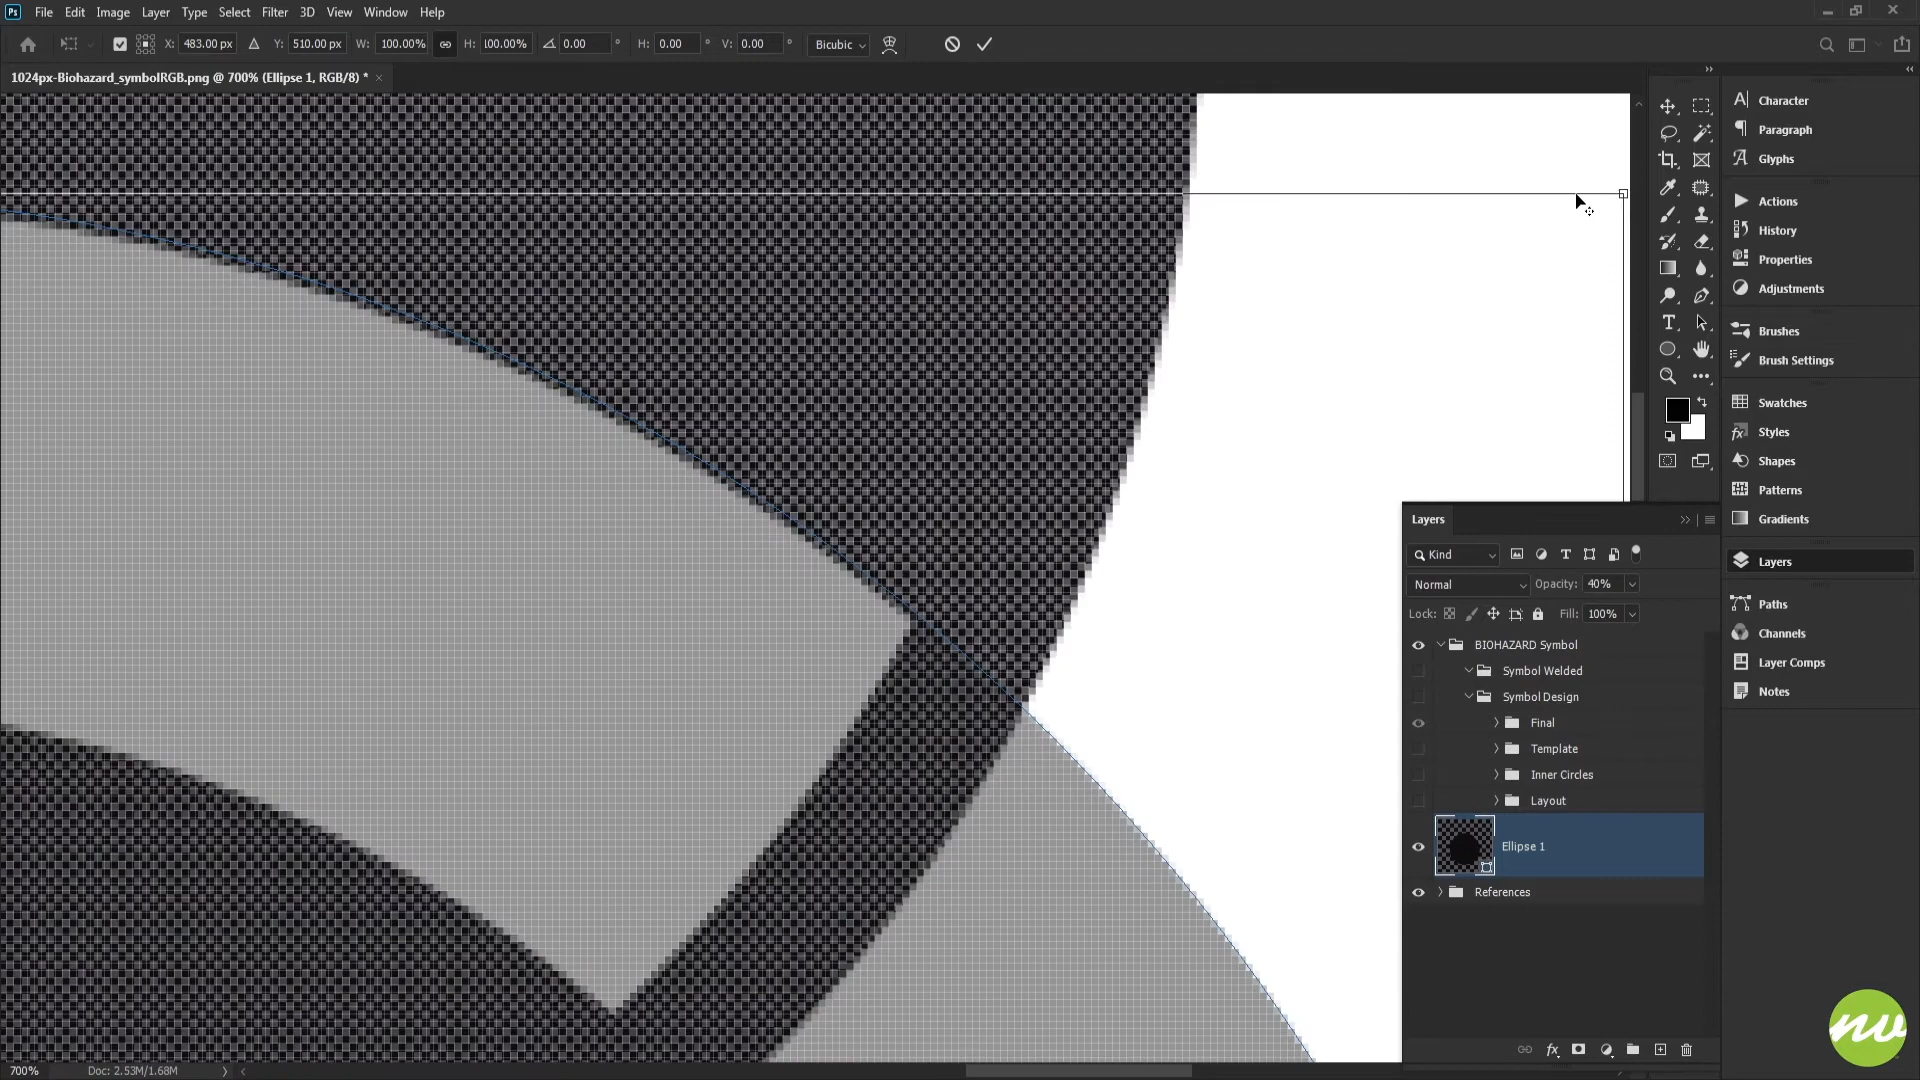 Ps File Edit Image Layer Type Select Filter 3D View Window Help
X: 483.00 px Y: 510.00 px W: 100.00% H: 100.00% 0.00 ° H: 0.00 ° V: 0.00 ° Bicubic
1024px-Biohazard_symbolRGB.png @ 700% (Ellipse 1, RGB/8) * ×
Character
Paragraph
Glyphs
Actions
History
Properties
Adjustments
Brushes
Brush Settings
Swatches
Styles
Shapes
Patterns
Gradients
Layers
Paths
Channels
Layer Comps
Notes
Layers
Kind
Normal Opacity: 40%
Lock: Fill: 100%
BIOHAZARD Symbol
Symbol Welded
Symbol Design
Final
Template
Inner Circles
Layout
Ellipse 1
References
fx
nv
700% Doc: 2.53M/1.68M